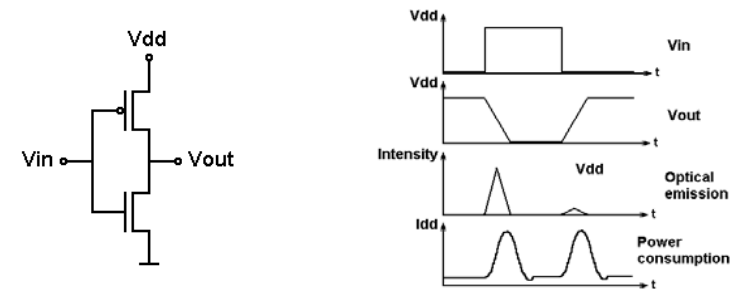 Vdd
Vin
Vout
Vdd
Vin
t
Vdd
Vout
t
Intensity
Vdd
Optical
emission
t
Idd
Power
consumption
t